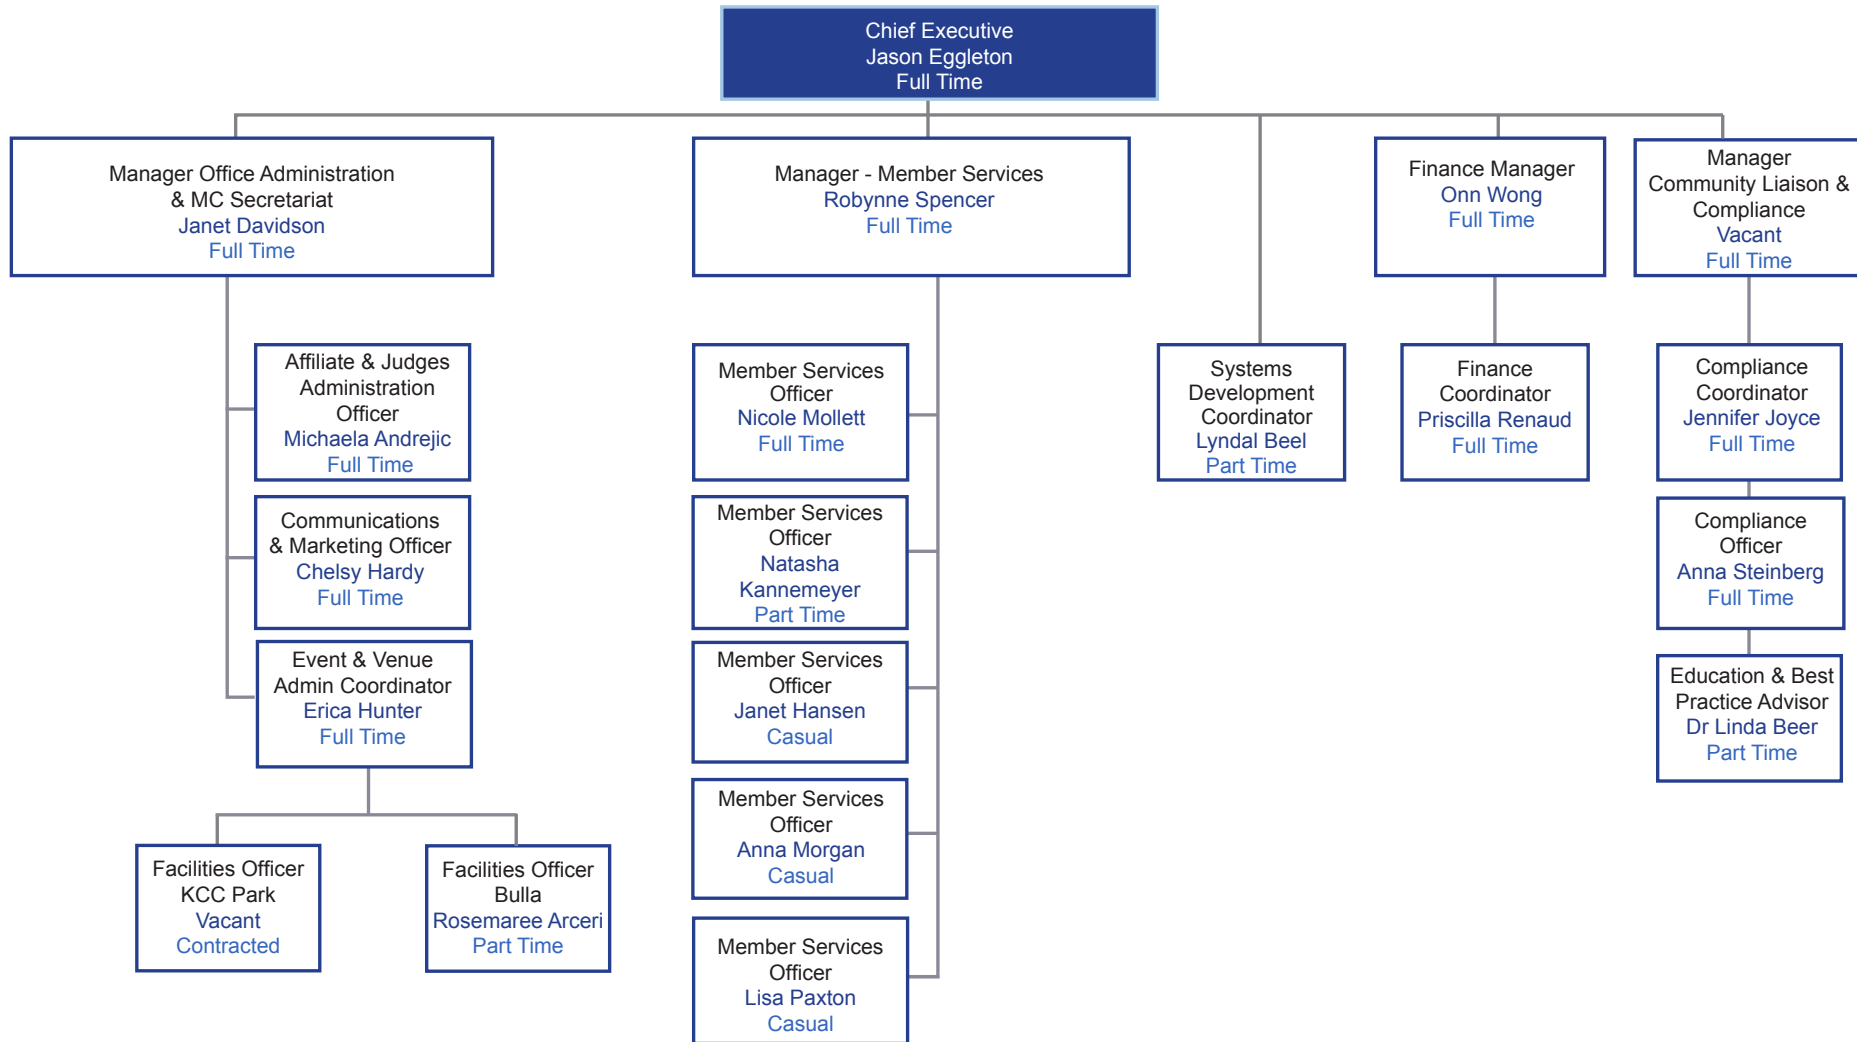 Chief Executive
Jason Eggleton
Full Time
Manager Office Administration
& MC Secretariat
Janet Davidson
Full Time
Manager - Member Services
Robynne Spencer
Full Time
Finance Manager
Onn Wong
Full Time
Manager
Community Liaison &
Compliance
Vacant
Full Time
Affiliate & Judges
Administration
Officer
Michaela Andrejic
Full Time
Communications
& Marketing Officer
Chelsy Hardy
Full Time
Event & Venue
Admin Coordinator
Erica Hunter
Full Time
Facilities Officer
KCC Park
Vacant
Contracted
Facilities Officer
Bulla
Rosemaree Arceri
Part Time
Member Services
Officer
Nicole Mollett
Full Time
Member Services
Officer
Natasha
Kannemeyer
Part Time
Member Services
Officer
Janet Hansen
Casual
Member Services
Officer
Anna Morgan
Casual
Member Services
Officer
Lisa Paxton
Casual
Systems
Development
Coordinator
Lyndal Beel
Part Time
Finance
Coordinator
Priscilla Renaud
Full Time
Compliance
Coordinator
Jennifer Joyce
Full Time
Compliance
Officer
Anna Steinberg
Full Time
Education & Best
Practice Advisor
Dr Linda Beer
Part Time